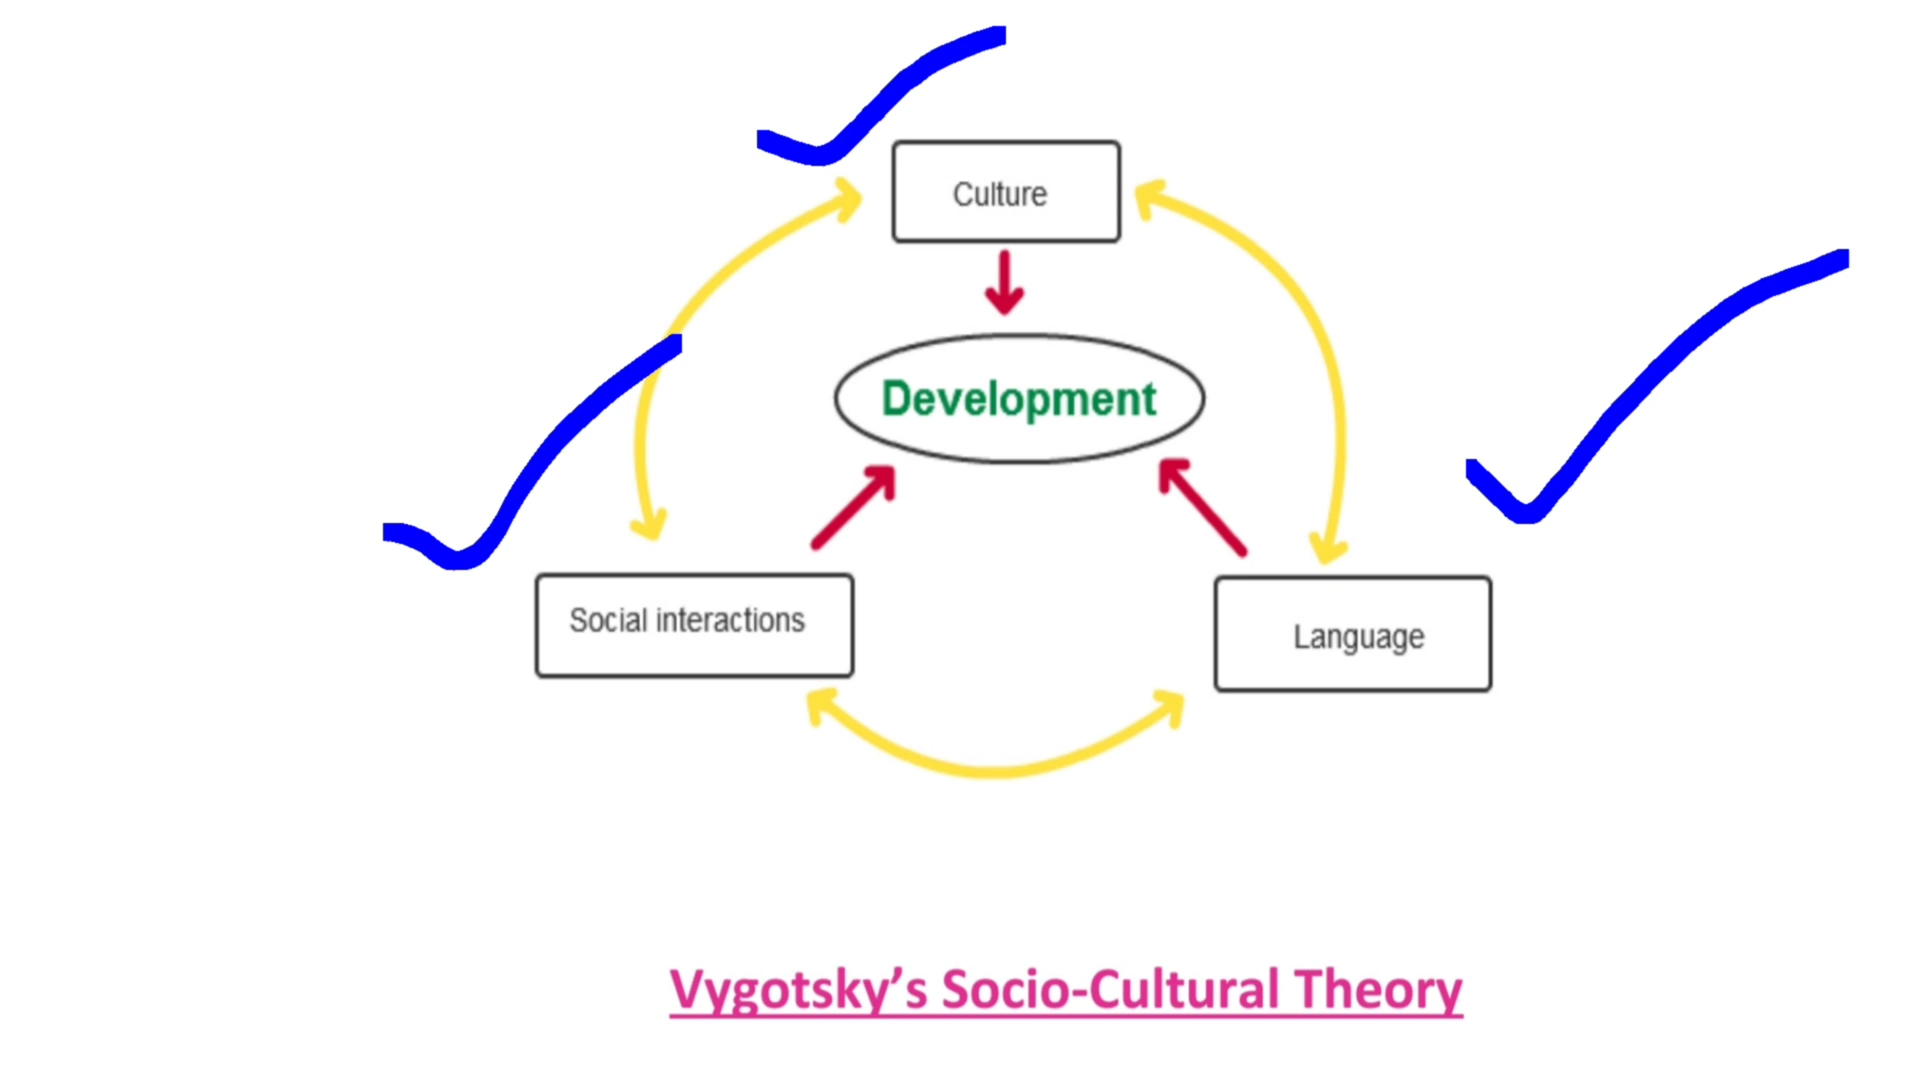 Culture
Development
Social interactions
Language
Vygotsky’s Socio-Cultural Theory